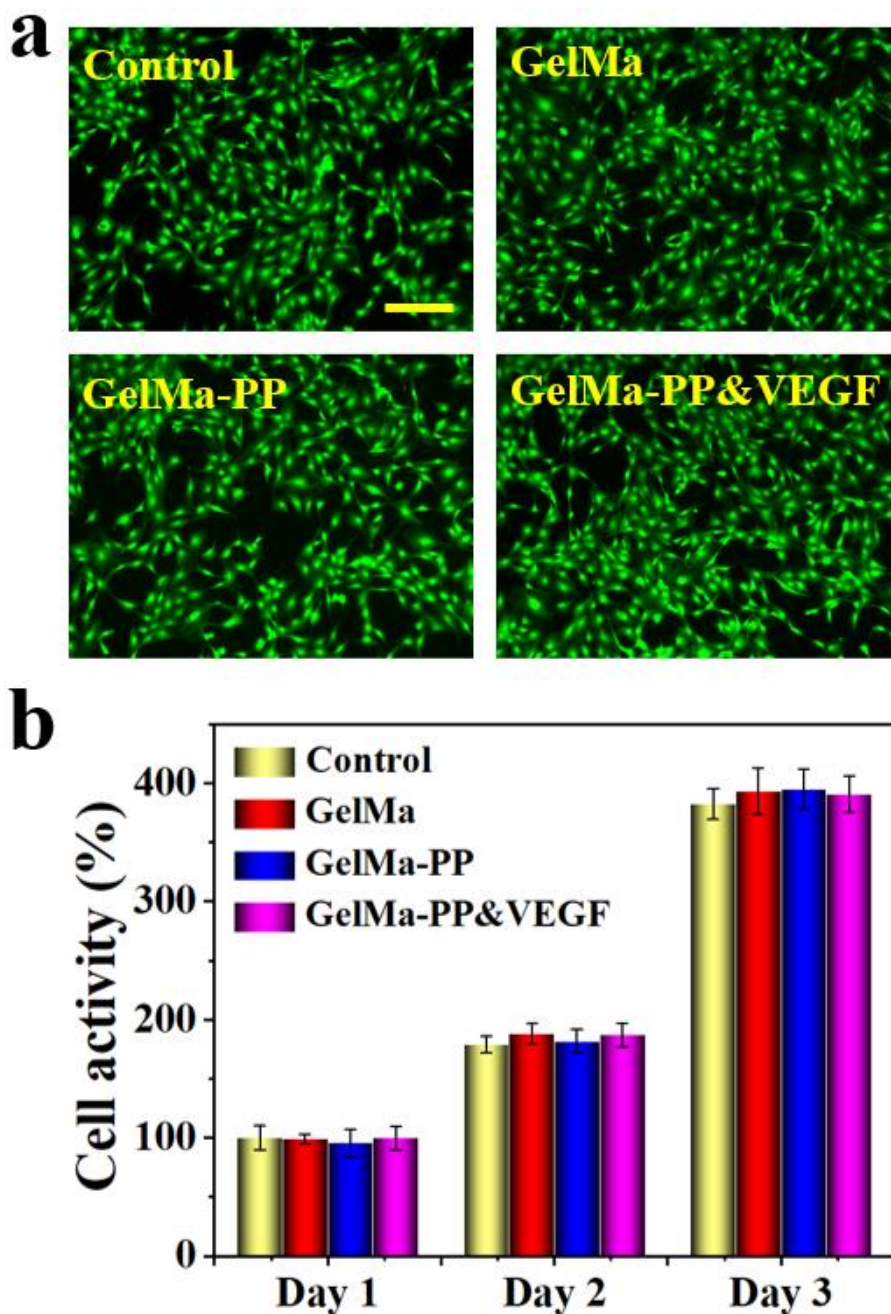 a
Control
GelMa
GelMa-PP
GelMa-PP&VEGF
b
Cell activity (%)
400
300
200
100
0
Control
GelMa
GelMa-PP
GelMa-PP&VEGF
Day 1
Day 2
Day 3